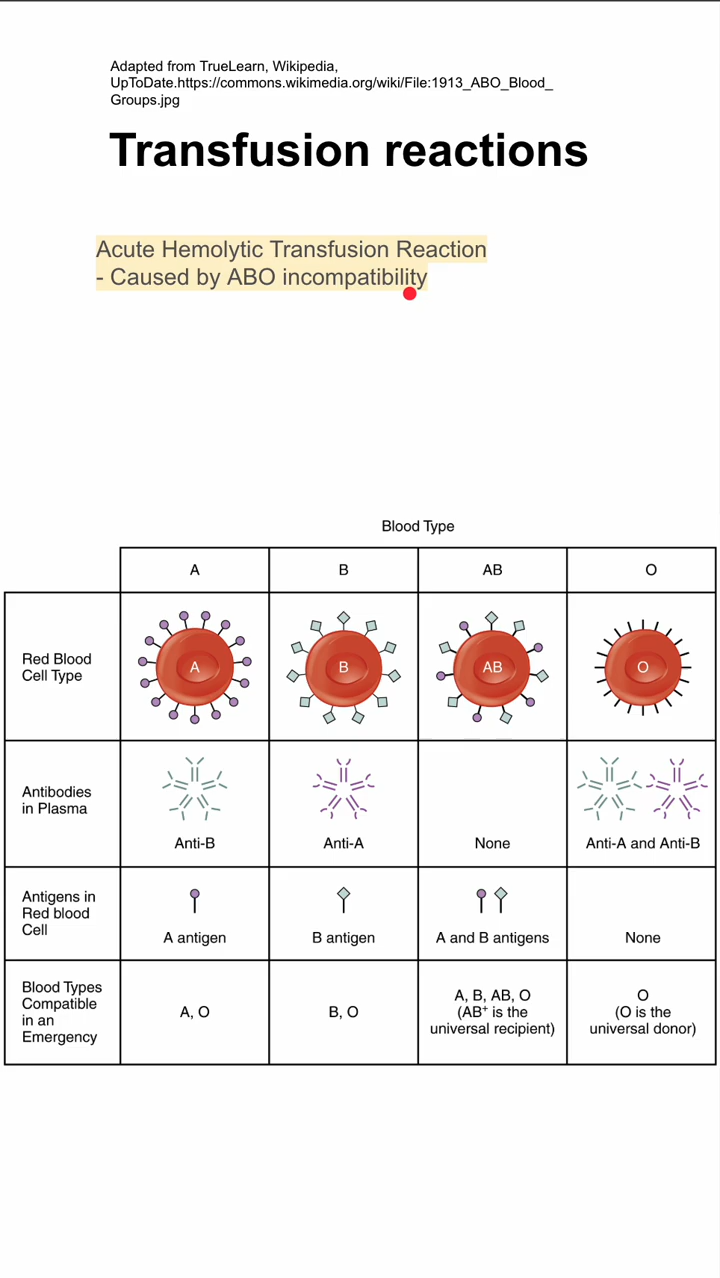 Adapted from TrueLearn, Wikipedia,
UpToDate.https://commons.wikimedia.org/wiki/File:1913_ABO_Blood_
Groups.jpg
Transfusion reactions
Acute Hemolytic Transfusion Reaction
- Caused by ABO incompatibility
Blood Type
A B AB O
Red Blood
Cell Type
A B AB O
Antibodies
in Plasma
Anti-B Anti-A None Anti-A and Anti-B
Antigens in
Red blood
Cell
A antigen B antigen A and B antigens None
Blood Types
Compatible
in an
Emergency
A, O
B, O
A, B, AB, O
(AB⁺ is the
universal recipient)
O
(O is the
universal donor)